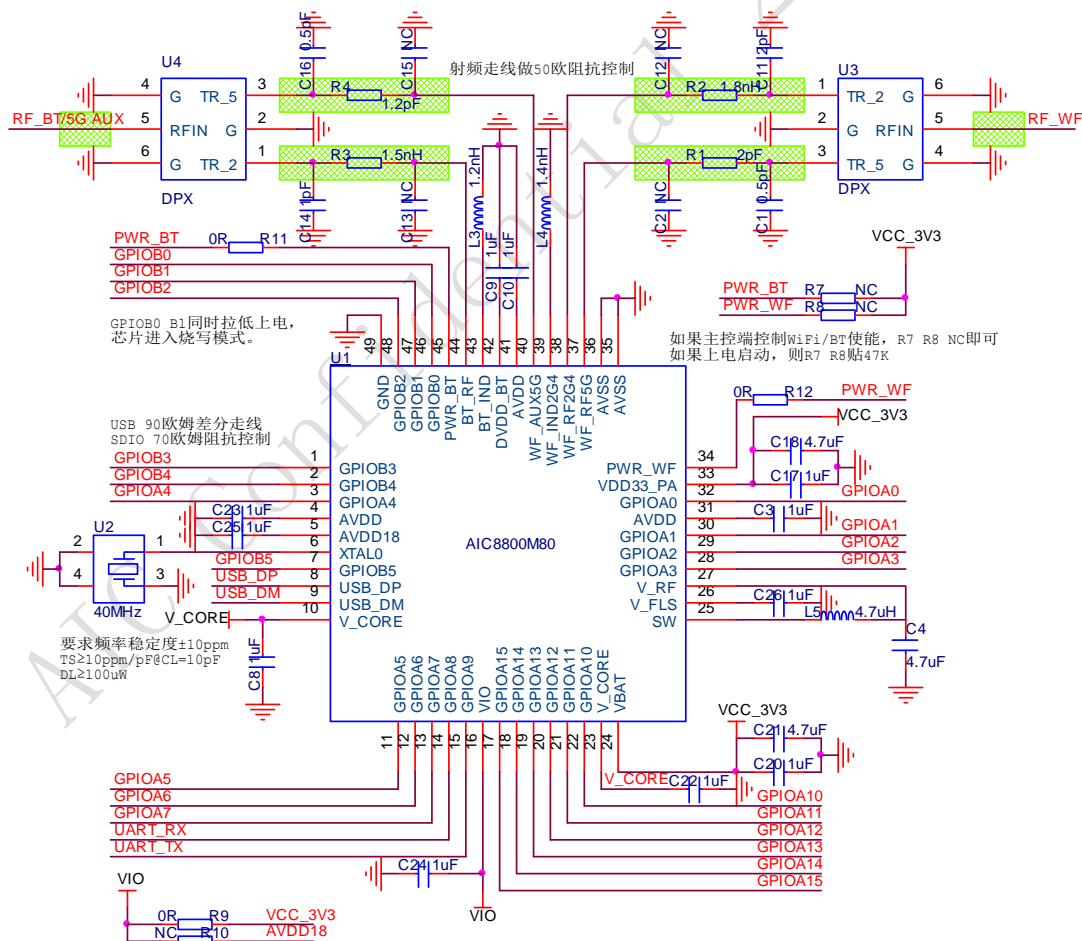 C16 0.5pF
C15 NC
C12 NC
C11 2pF
射频走线做50欧阻抗控制
U4
U3
4 G TR_5 3
R4
1.2pF
R2 1.8nH
1 TR_2 G 6
RF_BT/5G AUX
5 RFIN G 2
2 G RFIN 5
RF_WF
6 G TR_2 1
R3 1.5nH
R1 2pF
3 TR_5 G 4
DPX
DPX
C14 1pF
C13 NC
L3 1.2nH
C9 1uF
C10 1uF
L4 1.4nH
C2 NC
C1 0.5pF
PWR_BT
0R R11
GPIOB0
GPIOB1
GPIOB2
VCC_3V3
PWR_BT R7 NC
PWR_WF R8 NC
GPIOB0 B1同时拉低上电，
芯片进入烧写模式。
如果主控端控制WiFi/BT使能，R7 R8 NC即可
如果上电启动，则R7 R8贴47K
U1
49 GND
48 GPIOB2
47 GPIOB1
46 GPIOB0
45 PWR_BT
44 BT_RF
43 BT_IND
42 DVDD_BT
41 AVDD
40 WF_AUX5G
39 WF_IND2G4
38 WF_RF2G4
37 WF_RF5G
36 AVSS
35 AVSS
0R R12 PWR_WF
VCC_3V3
C18 4.7uF
C17 1uF
USB 90欧姆差分走线
SDIO 70欧姆阻抗控制
GPIOB3 1 GPIOB3
GPIOB4 2 GPIOB4
GPIOA4 3 GPIOA4
C23 1uF 4 AVDD
C25 1uF 5 AVDD18
6 XTAL0
GPIOB5 7 GPIOB5
USB_DP 8 USB_DP
USB_DM 9 USB_DM
V_CORE 10 V_CORE
AIC8800M80
PWR_WF 34
VDD33_PA 33
GPIOA0 32 GPIOA0
AVDD 31 C3 1uF
GPIOA1 30 GPIOA1
GPIOA2 29 GPIOA2
GPIOA3 28 GPIOA3
V_RF 27
V_FLS 26 C26 1uF
SW 25 L5 4.7uH
C4
4.7uF
U2
2 1
4 3
40MHz
要求频率稳定度±10ppm
TS≥10ppm/pF@CL=10pF
DL≥100uW
C8 1uF
11 GPIOA5
12 GPIOA6
13 GPIOA7
14 GPIOA8
15 GPIOA9
16 VIO
17 GPIOA15
18 GPIOA14
19 GPIOA13
20 GPIOA12
21 GPIOA11
22 GPIOA10
23 V_CORE
24 VBAT
VCC_3V3
C21 4.7uF
C20 1uF
V_CORE
C22 1uF
GPIOA5
GPIOA6
GPIOA7
UART_RX
UART_TX
GPIOA10
GPIOA11
GPIOA12
GPIOA13
GPIOA14
GPIOA15
C24 1uF
VIO
VIO
0R R9 VCC_3V3
NC R10 AVDD18
AIC Confidential